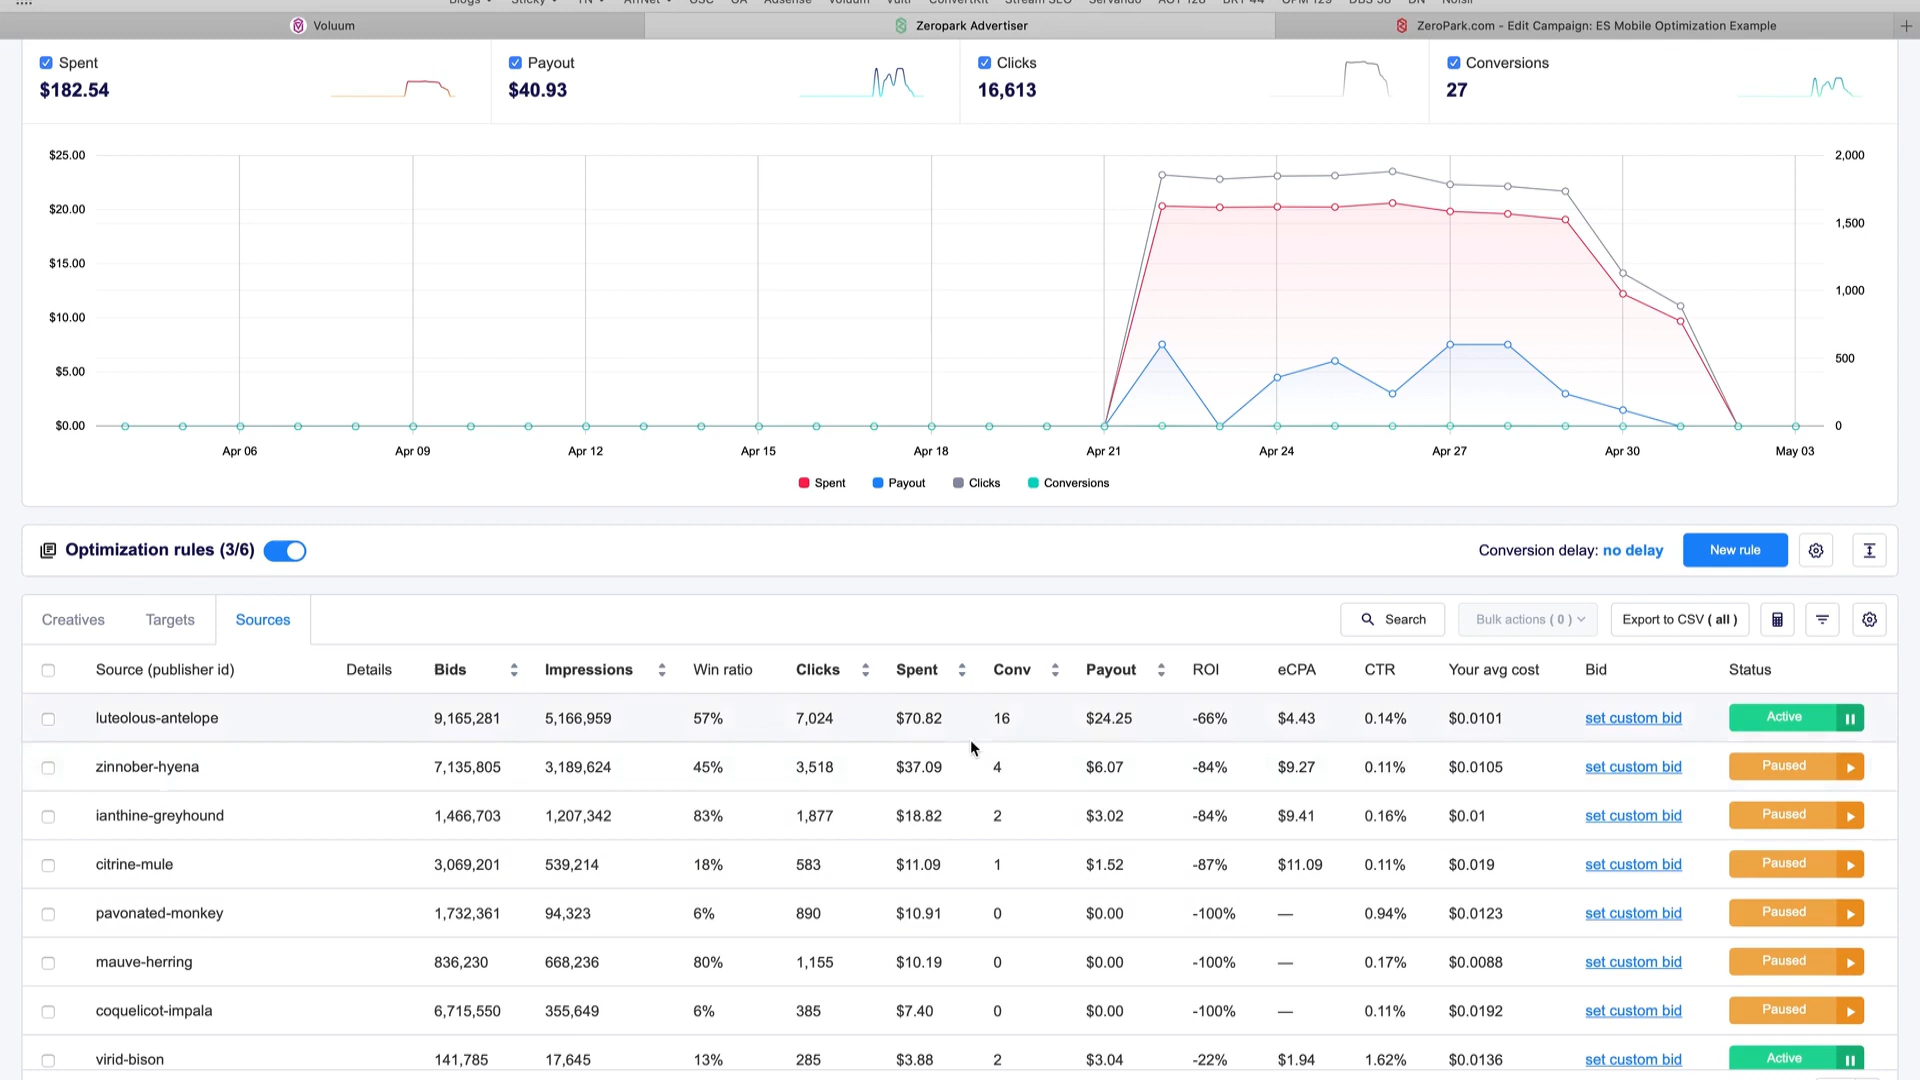 Voluum
Zeropark Advertiser
ZeroPark.com - Edit Campaign: ES Mobile Optimization Example
Spent
$182.54
Payout
$40.93
Clicks
16,613
Conversions
27
$25.00 2,000
$20.00
1,500
$15.00
1,000
$10.00
500
$5.00
$0.00 0
Apr 06 Apr 09 Apr 12 Apr 15 Apr 18 Apr 21 Apr 24 Apr 27 Apr 30 May 03
Spent Payout Clicks Conversions
Optimization rules (3/6) Conversion delay: no delay New rule
Creatives Targets Sources Search Bulk actions ( 0 ) Export to CSV ( all )
Source (publisher id) Details Bids Impressions Win ratio Clicks Spent Conv Payout ROI eCPA CTR Your avg cost Bid Status
luteolous-antelope 9,165,281 5,166,959 57% 7,024 $70.82 16 $24.25 -66% $4.43 0.14% $0.0101 set custom bid Active
zinnober-hyena 7,135,805 3,189,624 45% 3,518 $37.09 4 $6.07 -84% $9.27 0.11% $0.0105 set custom bid Paused
ianthine-greyhound 1,466,703 1,207,342 83% 1,877 $18.82 2 $3.02 -84% $9.41 0.16% $0.01 set custom bid Paused
citrine-mule 3,069,201 539,214 18% 583 $11.09 1 $1.52 -87% $11.09 0.11% $0.019 set custom bid Paused
pavonated-monkey 1,732,361 94,323 6% 890 $10.91 0 $0.00 -100% — 0.94% $0.0123 set custom bid Paused
mauve-herring 836,230 668,236 80% 1,155 $10.19 0 $0.00 -100% — 0.17% $0.0088 set custom bid Paused
coquelicot-impala 6,715,550 355,649 6% 385 $7.40 0 $0.00 -100% — 0.11% $0.0192 set custom bid Paused
virid-bison 141,785 17,645 13% 285 $3.88 2 $3.04 -22% $1.94 1.62% $0.0136 set custom bid Active